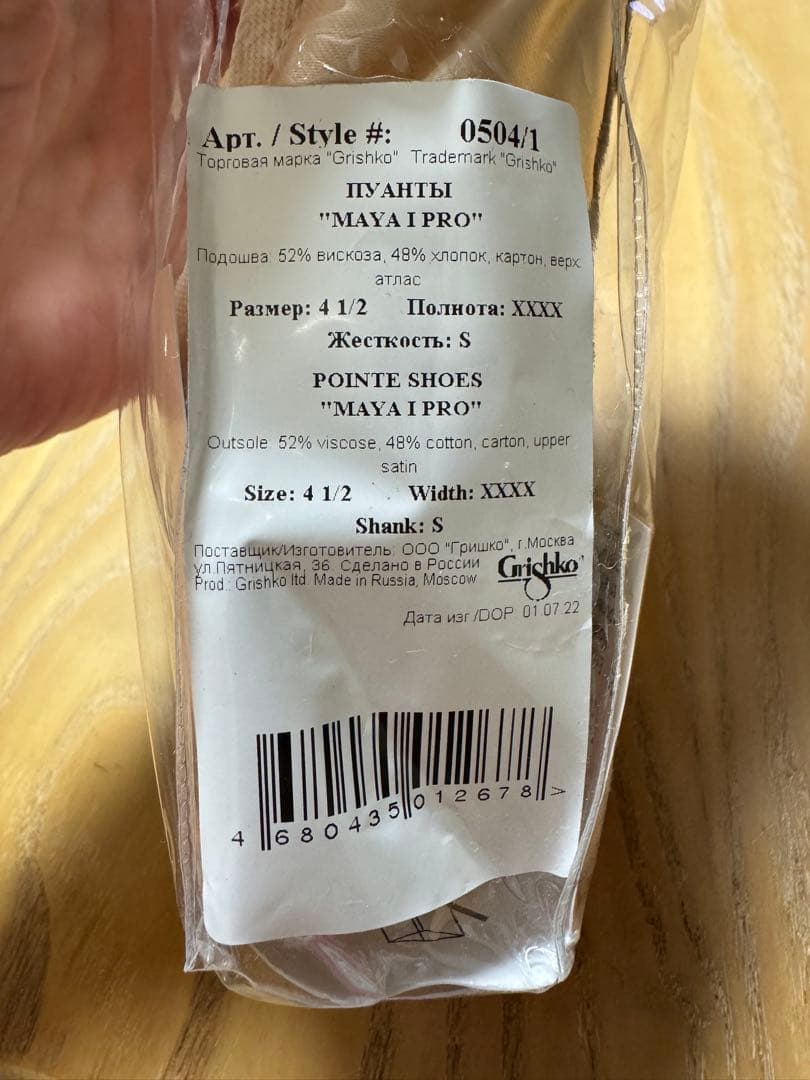 Арт. / Style #: 0504/1
Торговая марка "Grishko" Trademark "Grishko"
ПУАНТЫ
"MAYA I PRO"
Подошва: 52% вискоза, 48% хлопок, картон, верх:
атлас
Размер: 4 1/2 Полнота: XXXX
Жесткость: S
POINTE SHOES
"MAYA I PRO"
Outsole: 52% viscose, 48% cotton, carton, upper:
satin
Size: 4 1/2 Width: XXXX
Shank: S
Поставщик/Изготовитель: ООО "Гришко", г.Москва
ул.Пятницкая, 36. Сделано в России
Prod.: Grishko ltd. Made in Russia, Moscow
Grishko
Дата изг./DOP 01.07.22
4 680435 012678 >